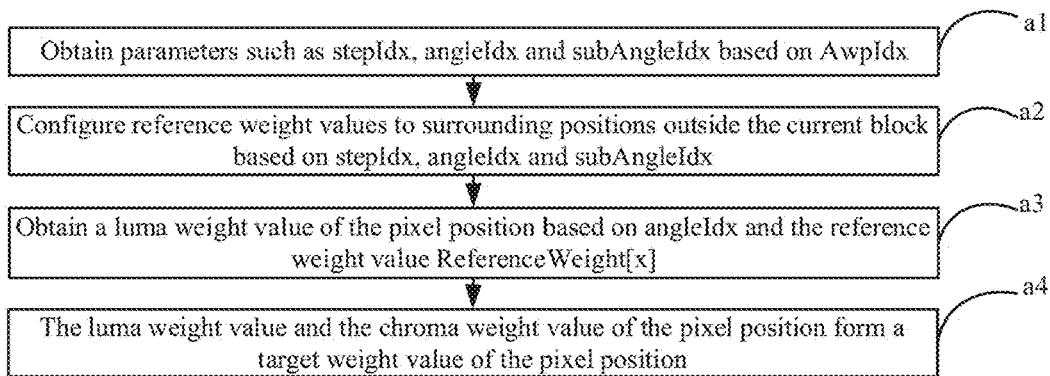 a1
Obtain parameters such as stepIdx, angleIdx and subAngleIdx based on AwpIdx
a2
Configure reference weight values to surrounding positions outside the current block
based on stepIdx, angleIdx and subAngleIdx
a3
Obtain a luma weight value of the pixel position based on angleIdx and the reference
weight value ReferenceWeight[x]
a4
The luma weight value and the chroma weight value of the pixel position form a
target weight value of the pixel position